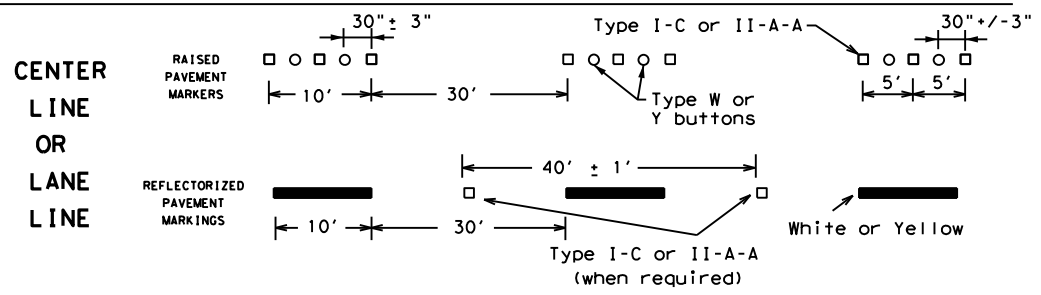 CENTER
LINE
OR
LANE
LINE
RAISED
PAVEMENT
MARKERS
30"± 3"
10'
30'
Type I-C or II-A-A
Type W or
Y buttons
30"+/-3"
5'
5'
REFLECTORIZED
PAVEMENT
MARKINGS
40' ± 1'
10'
30'
Type I-C or II-A-A
(when required)
White or Yellow